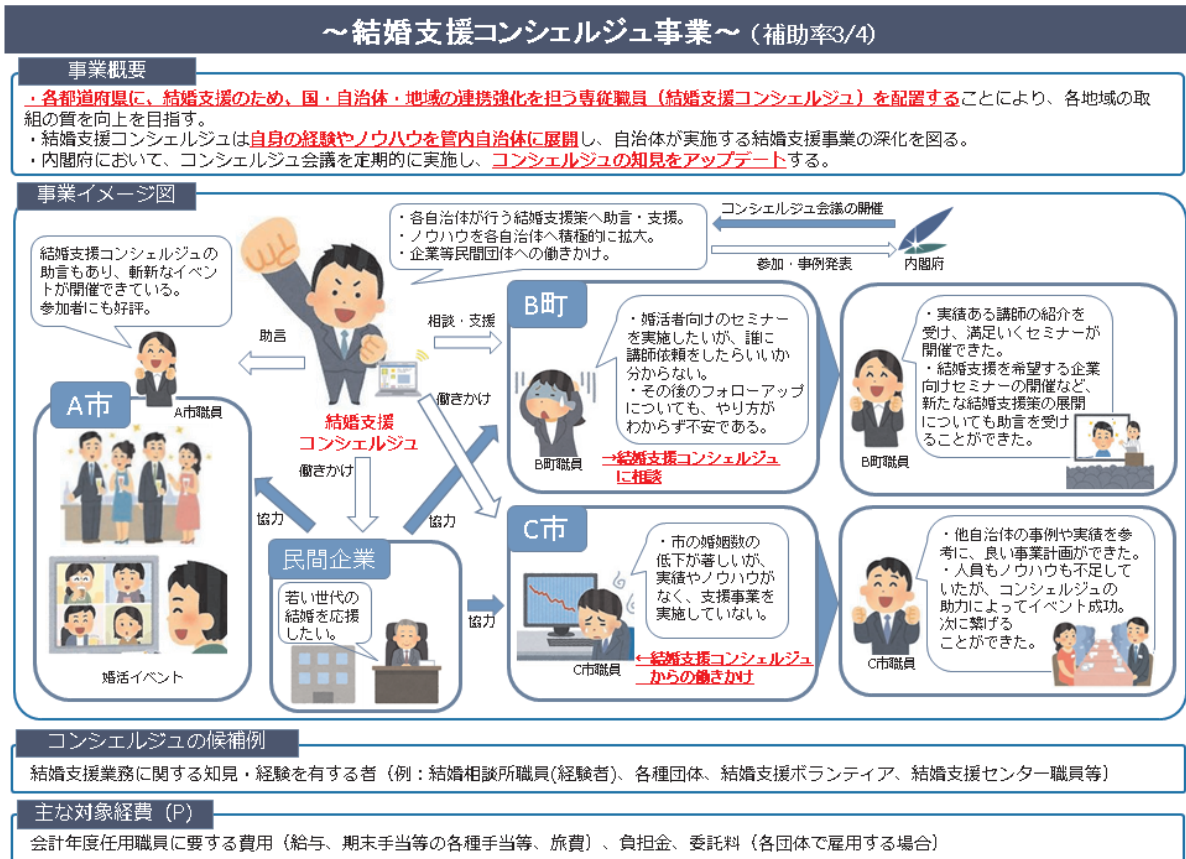 ～結婚支援コンシェルジュ事業～（補助率3/4）
事業概要
・各都道府県に、結婚支援のため、国・自治体・地域の連携強化を担う専従職員（結婚支援コンシェルジュ）を配置することにより、各地域の取
組の質を向上を目指す。
・結婚支援コンシェルジュは自身の経験やノウハウを管内自治体に展開し、自治体が実施する結婚支援事業の深化を図る。
・内閣府において、コンシェルジュ会議を定期的に実施し、コンシェルジュの知見をアップデートする。
事業イメージ図
結婚支援コンシェルジュの
助言もあり、斬新なイベン
トが開催できている。
参加者にも好評。
・各自治体が行う結婚支援策へ助言・支援。
・ノウハウを各自治体へ積極的に拡大。
・企業等民間団体への働きかけ。
コンシェルジュ会議の開催
参加・事例発表
内閣府
助言
相談・支援
働きかけ
結婚支援
コンシェルジュ
働きかけ
A市
A市職員
婚活イベント
協力
協力
協力
民間企業
若い世代の
結婚を応援
したい。
B町
・婚活者向けのセミナー
を実施したいが、誰に
講師依頼をしたらいいか
分からない。
・その後のフォローアップ
についても、やり方が
わからず不安である。
B町職員
→結婚支援コンシェルジュ
に相談
・実績ある講師の紹介を
受け、満足いくセミナーが
開催できた。
・結婚支援を希望する企業
向けセミナーの開催など、
新たな結婚支援策の展開
についても助言を受け
ることができた。
B町職員
C市
・市の婚姻数の
低下が著しいが、
実績やノウハウが
なく、支援事業を
実施していない。
C市職員
←結婚支援コンシェルジュ
からの働きかけ
・他自治体の事例や実績を参
考に、良い事業計画ができた。
・人員もノウハウも不足して
いたが、コンシェルジュの
助力によってイベント成功。
次に繋げる
ことができた。
C市職員
コンシェルジュの候補例
結婚支援業務に関する知見・経験を有する者（例：結婚相談所職員(経験者)、各種団体、結婚支援ボランティア、結婚支援センター職員等）
主な対象経費（P）
会計年度任用職員に要する費用（給与、期末手当等の各種手当等、旅費）、負担金、委託料（各団体で雇用する場合）